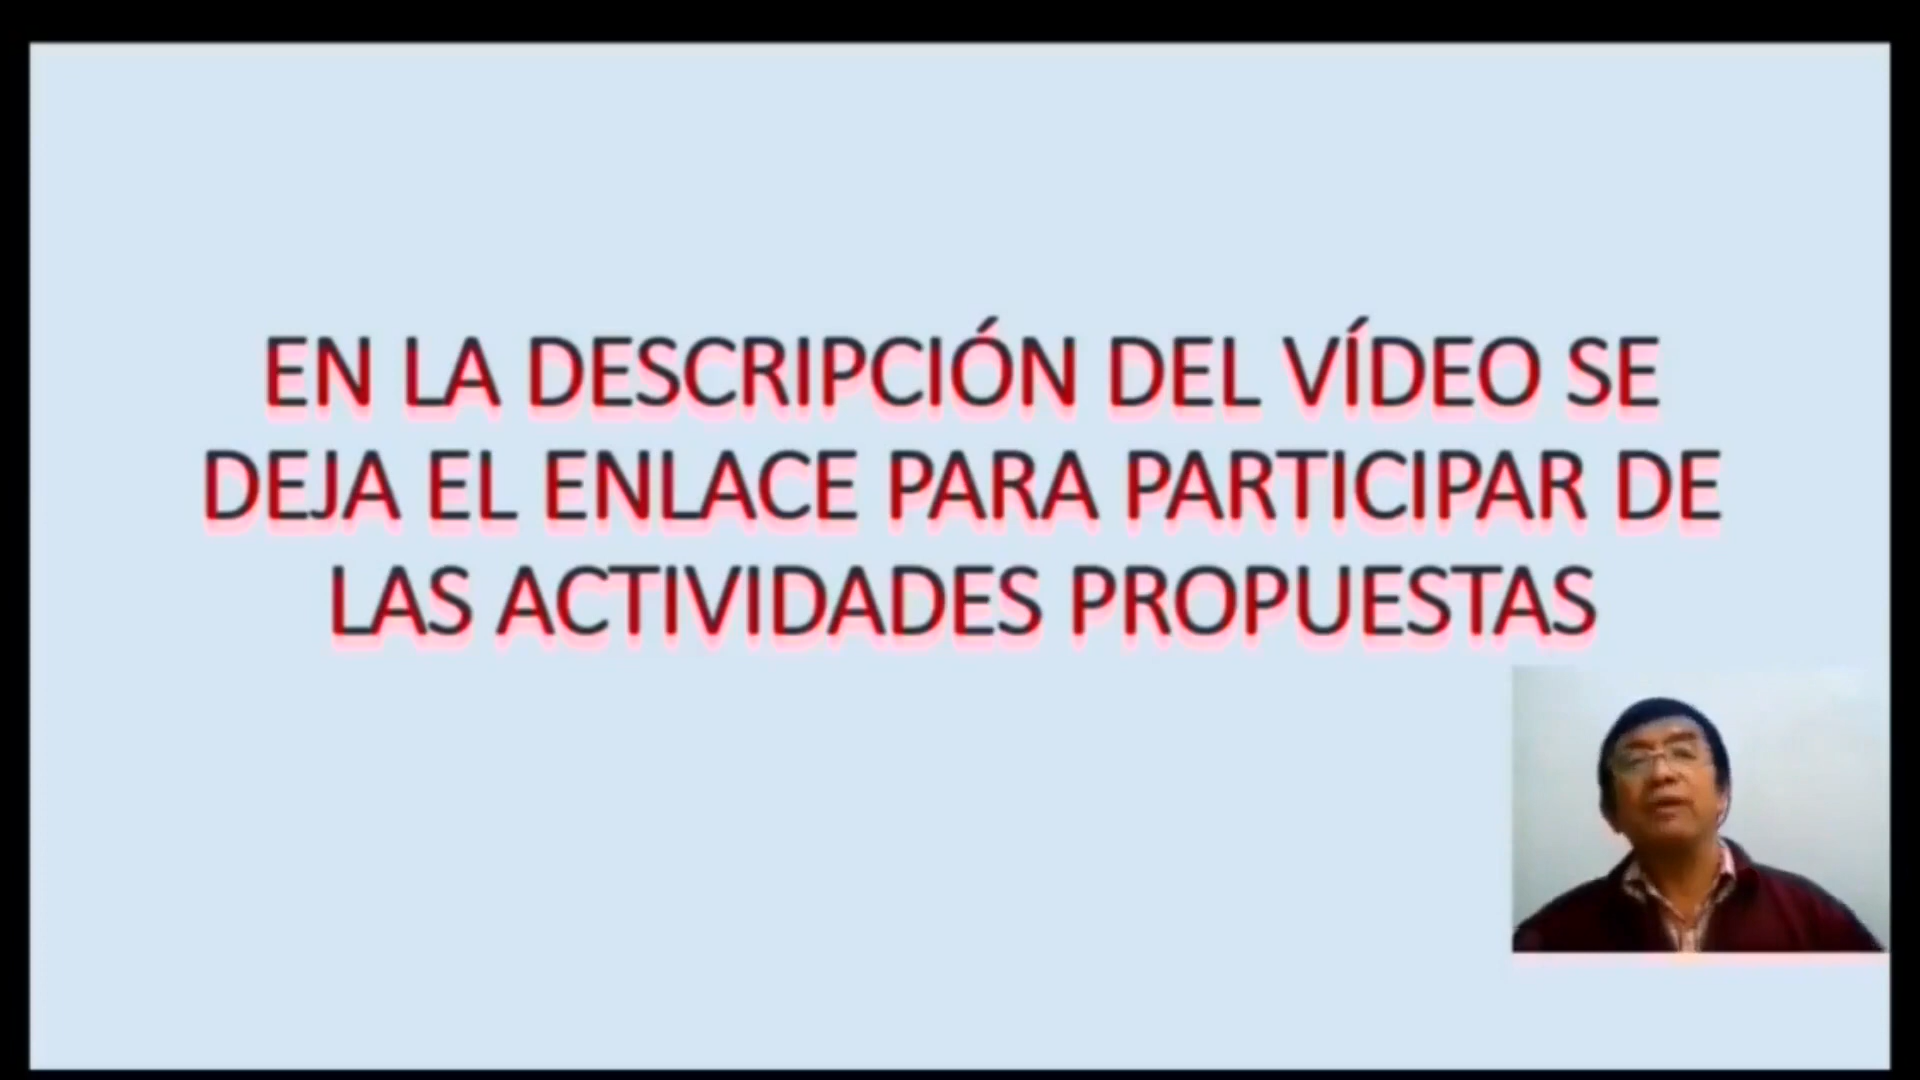 EN LA DESCRIPCIÓN DEL VÍDEO SE
DEJA EL ENLACE PARA PARTICIPAR DE
LAS ACTIVIDADES PROPUESTAS